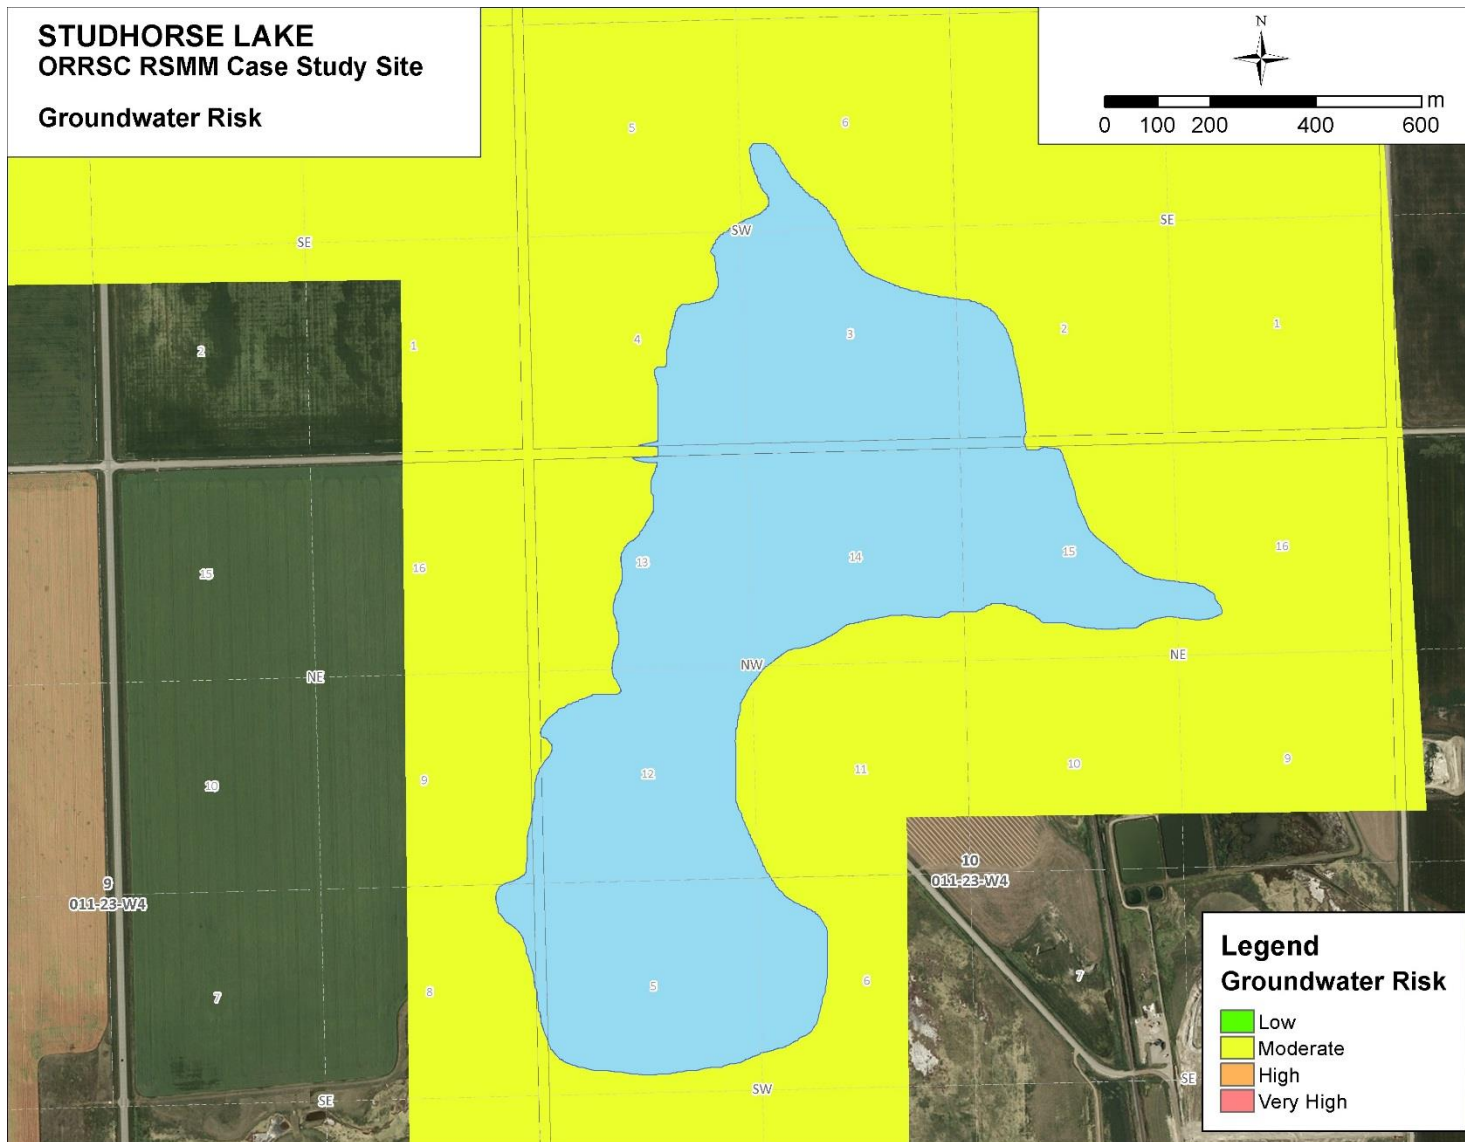 STUDHORSE LAKE
ORRSC RSMM Case Study Site
Groundwater Risk
N
m
0 100 200 400 600
5
6
SE
SW
SE
2
1
4
3
2
1
15
16
13
14
15
16
NE
NW
NE
10
9
12
11
10
9
9
011-23-W4
10
011-23-W4
7
8
5
6
7
SE
SW
SE
Legend
Groundwater Risk
Low
Moderate
High
Very High